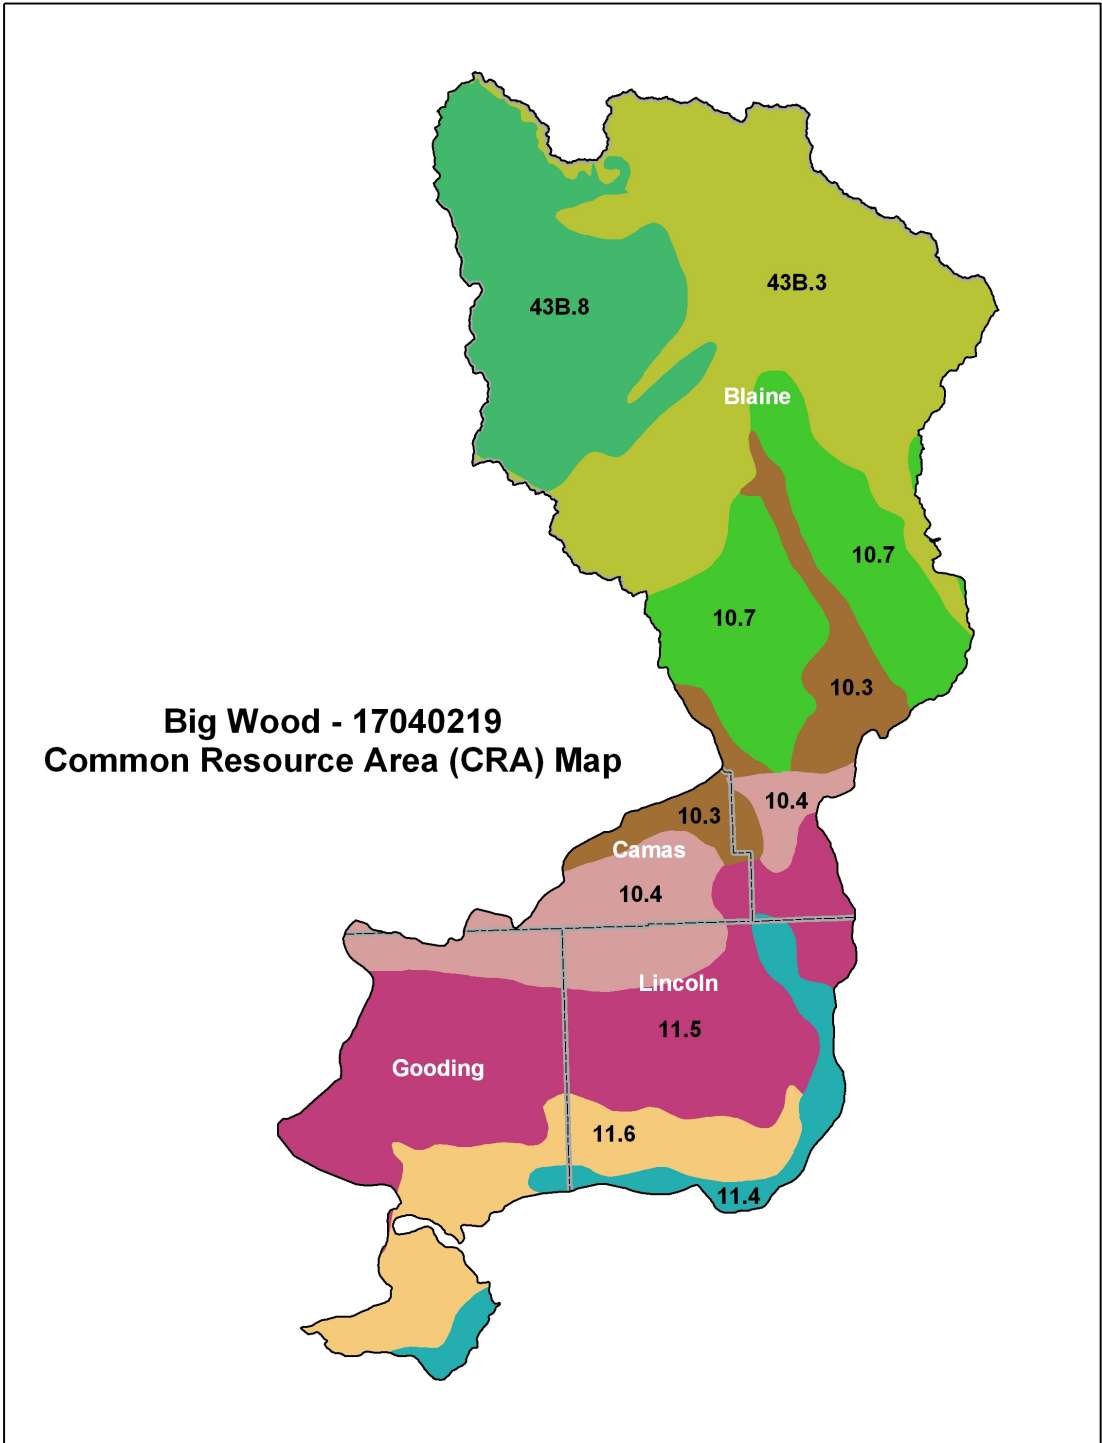 43B.3
43B.8
Blaine
10.7
10.7
10.3
Big Wood - 17040219
Common Resource Area (CRA) Map
10.4
10.3
Camas
10.4
Lincoln
11.5
Gooding
11.6
11.4